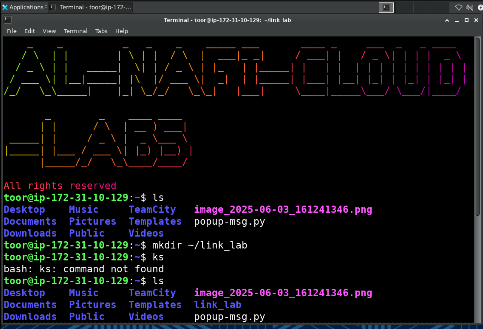 Applications
Terminal - toor@ip-172-...
Terminal - toor@ip-172-31-10-129: ~/link_lab
File Edit View Terminal Tabs Help
All rights reserved
toor@ip-172-31-10-129:~$ ls
Desktop Music TeamCity image_2025-06-03_161241346.png
Documents Pictures Templates popup-msg.py
Downloads Public Videos
toor@ip-172-31-10-129:~$ mkdir ~/link_lab
toor@ip-172-31-10-129:~$ ks
bash: ks: command not found
toor@ip-172-31-10-129:~$ ls
Desktop Music TeamCity image_2025-06-03_161241346.png
Documents Pictures Templates link_lab
Downloads Public Videos popup-msg.py